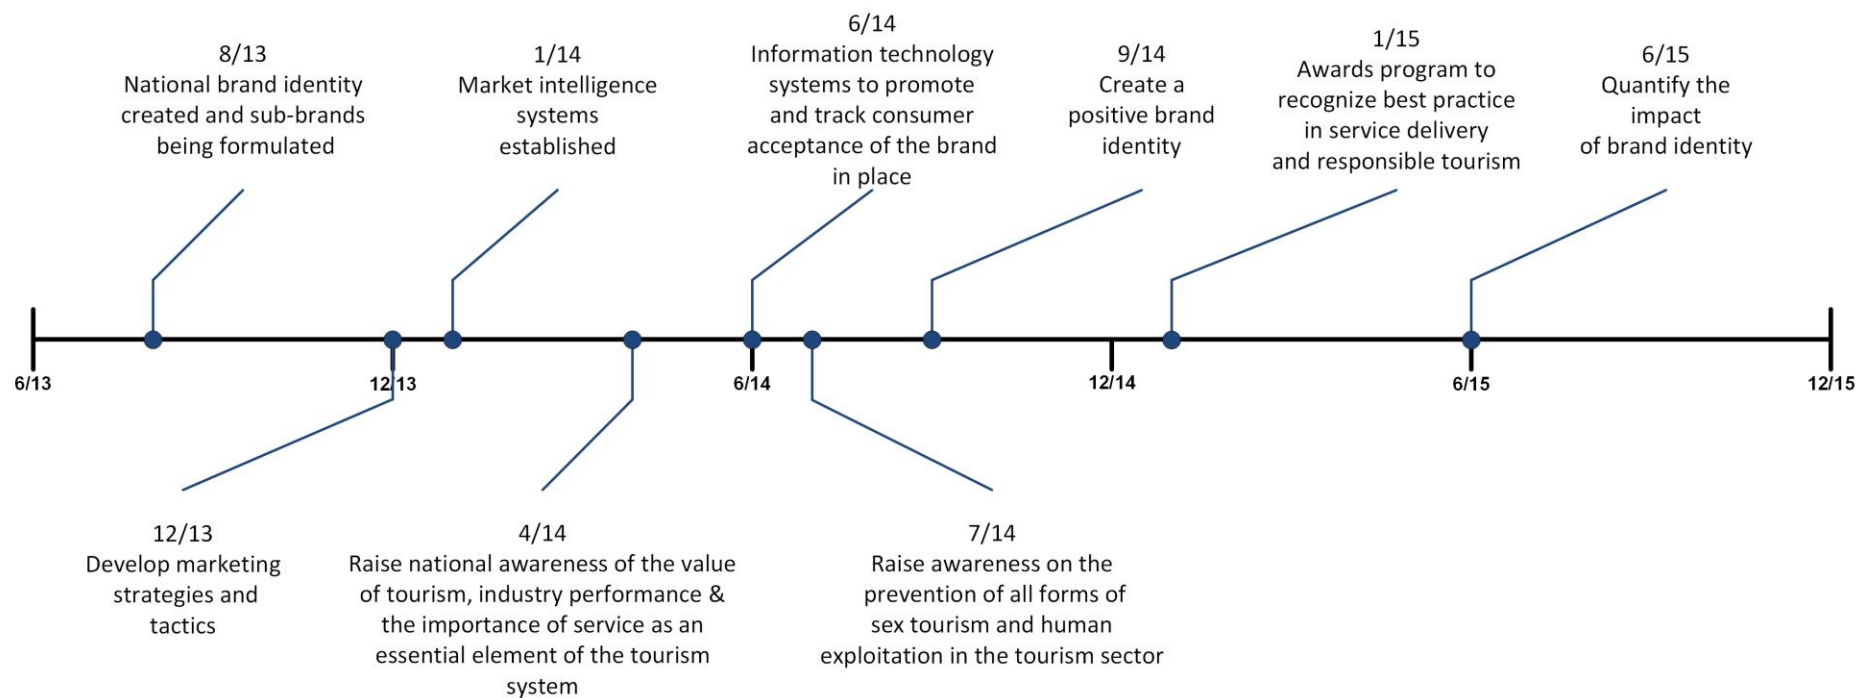 8/13
National brand identity
created and sub-brands
being formulated
1/14
Market intelligence
systems
established
6/14
Information technology
systems to promote
and track consumer
acceptance of the brand
in place
9/14
Create a
positive brand
identity
1/15
Awards program to
recognize best practice
in service delivery
and responsible tourism
6/15
Quantify the
impact
of brand identity
6/13
12/13
6/14
12/14
6/15
12/15
12/13
Develop marketing
strategies and
tactics
4/14
Raise national awareness of the value
of tourism, industry performance &
the importance of service as an
essential element of the tourism
system
7/14
Raise awareness on the
prevention of all forms of
sex tourism and human
exploitation in the tourism sector